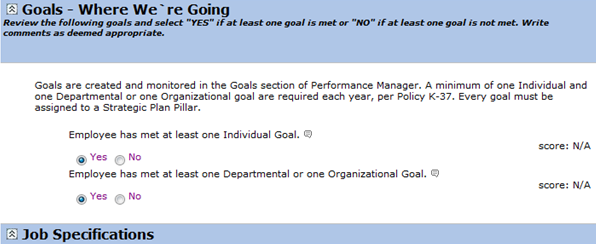 Goals - Where We`re Going
Review the following goals and select "YES" if at least one goal is met or "NO" if at least one goal is not met. Write
comments as deemed appropriate.
Goals are created and monitored in the Goals section of Performance Manager. A minimum of one Individual and
one Departmental or one Organizational goal are required each year, per Policy K-37. Every goal must be
assigned to a Strategic Plan Pillar.
Employee has met at least one Individual Goal.
score: N/A
Yes No
Employee has met at least one Departmental or one Organizational Goal.
score: N/A
Yes No
Job Specifications